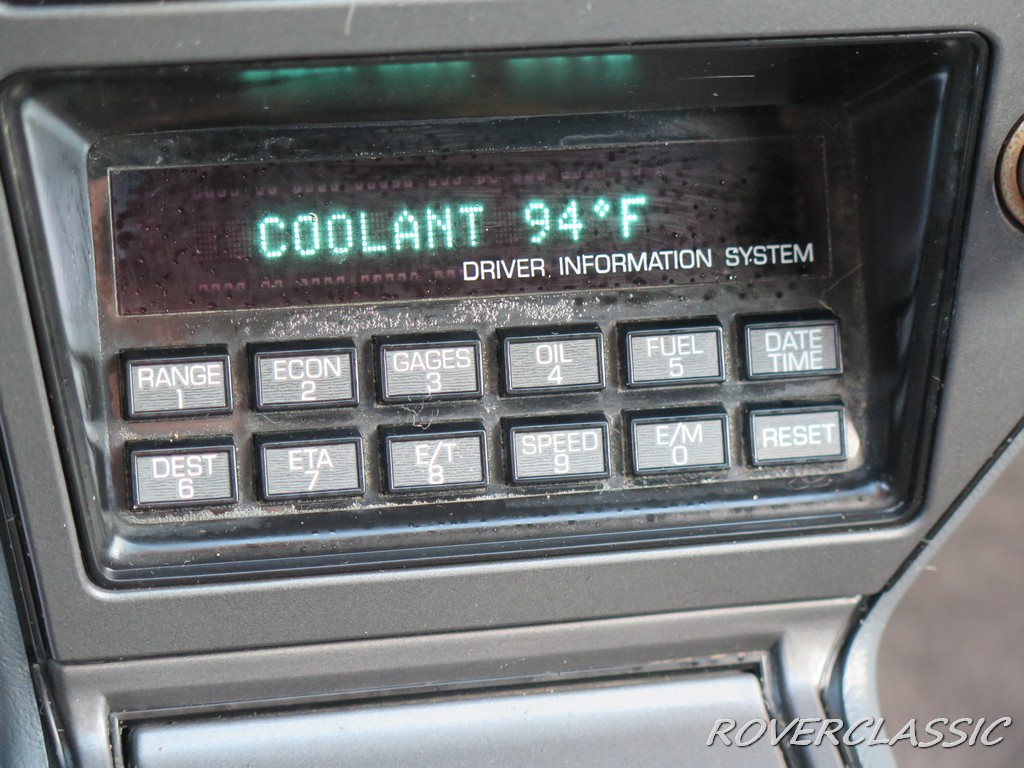 COOLANT 94°F
DRIVER INFORMATION SYSTEM
RANGE
1
ECON
2
GAGES
3
OIL
4
FUEL
5
DATE
TIME
DEST
6
ETA
7
E/T
8
SPEED
9
E/M
0
RESET
ROVERCLASSIC